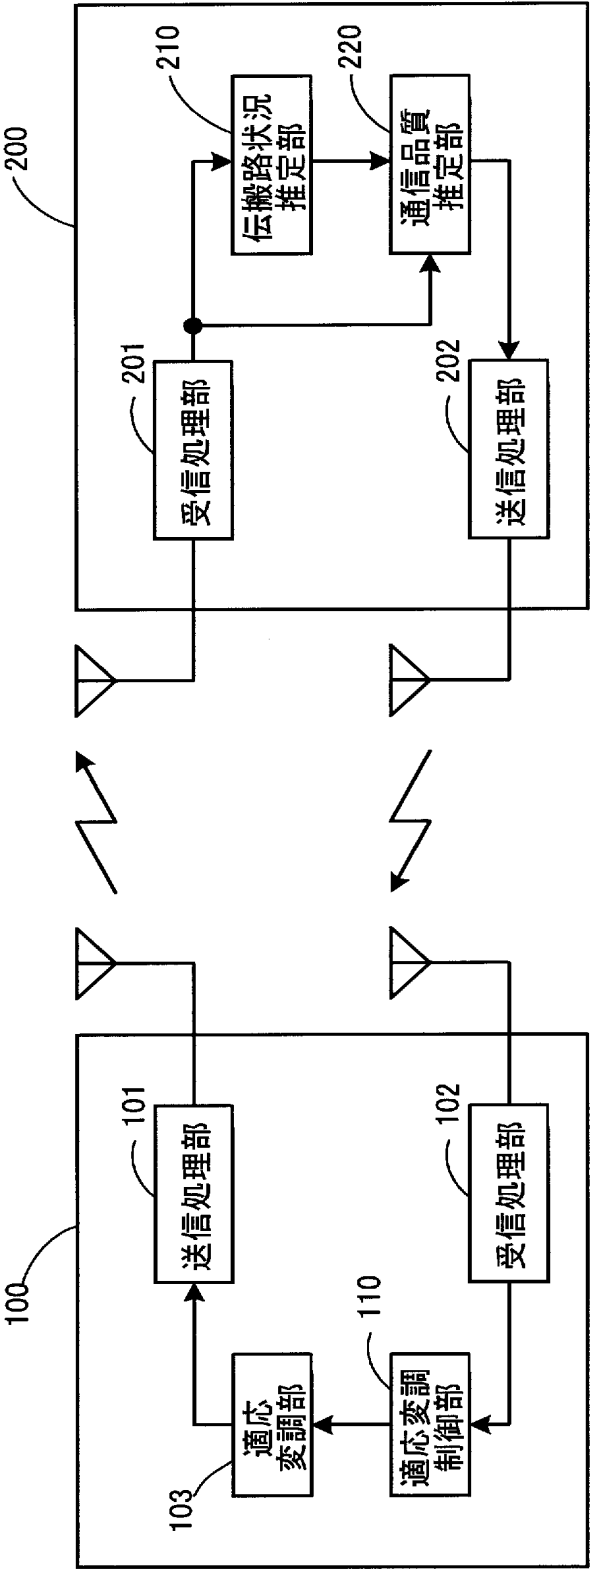 100
101
送信処理部
適応
変調部
103
適応変調
制御部
110
102
受信処理部
200
201
受信処理部
210
伝搬路状況
推定部
220
通信品質
推定部
202
送信処理部